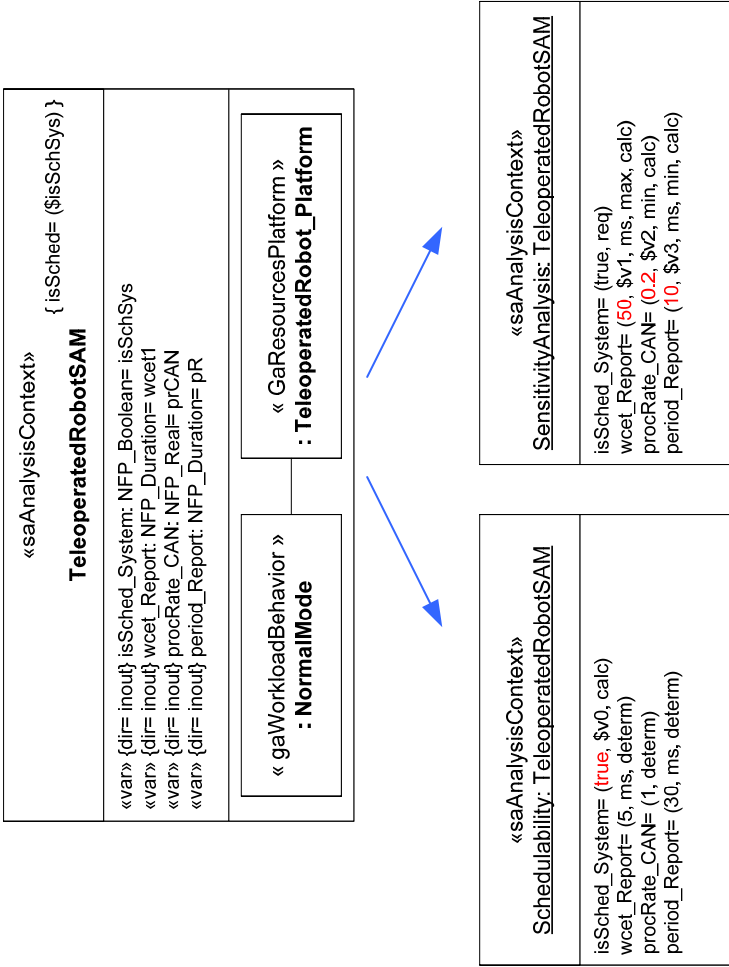 «saAnalysisContext»
TeleoperatedRobotSAM
{ isSched= ($isSchSys) }
«var» {dir= inout} isSched_System: NFP_Boolean= isSchSys
«var» {dir= inout} wcet_Report: NFP_Duration= wcet1
«var» {dir= inout} procRate_CAN: NFP_Real= prCAN
«var» {dir= inout} period_Report: NFP_Duration= pR
« gaWorkloadBehavior »
: NormalMode
« GaResourcesPlatform »
: TeleoperatedRobot_Platform
«saAnalysisContext»
Schedulability: TeleoperatedRobotSAM
isSched_System= (true, $v0, calc)
wcet_Report= (5, ms, determ)
procRate_CAN= (1, determ)
period_Report= (30, ms, determ)
«saAnalysisContext»
SensitivityAnalysis: TeleoperatedRobotSAM
isSched_System= (true, req)
wcet_Report= (50, $v1, ms, max, calc)
procRate_CAN= (0.2, $v2, min, calc)
period_Report= (10, $v3, ms, min, calc)